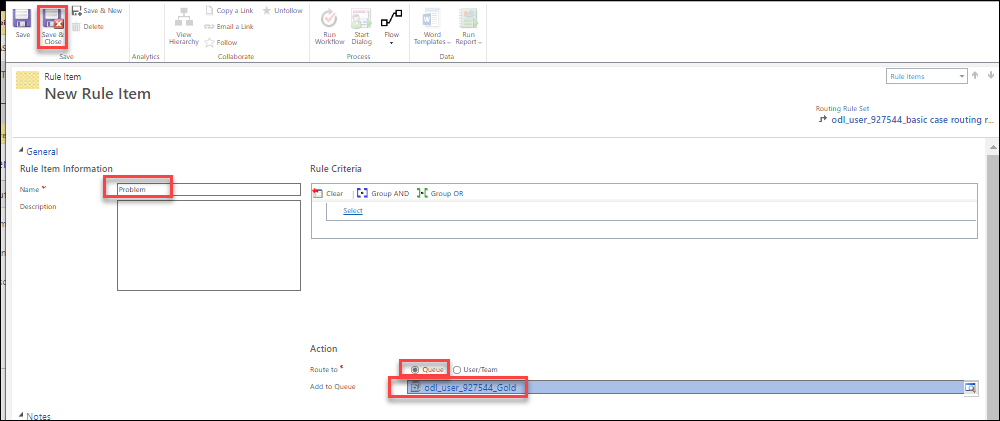 Save
Save &
Close
Save & New
Delete
Save
Analytics
View
Hierarchy
Copy a Link
Email a Link
Follow
Unfollow
Collaborate
Run
Workflow
Start
Dialog
Flow
Process
Word
Templates
Run
Report
Data
Rule Item
New Rule Item
Rule Items
Routing Rule Set
odl_user_927544_basic case routing r...
General
Rule Item Information
Name *
Problem
Description
Rule Criteria
Clear
Group AND
Group OR
Select
Action
Route to *
Queue
User/Team
Add to Queue
odl_user_927544_Gold
Notes